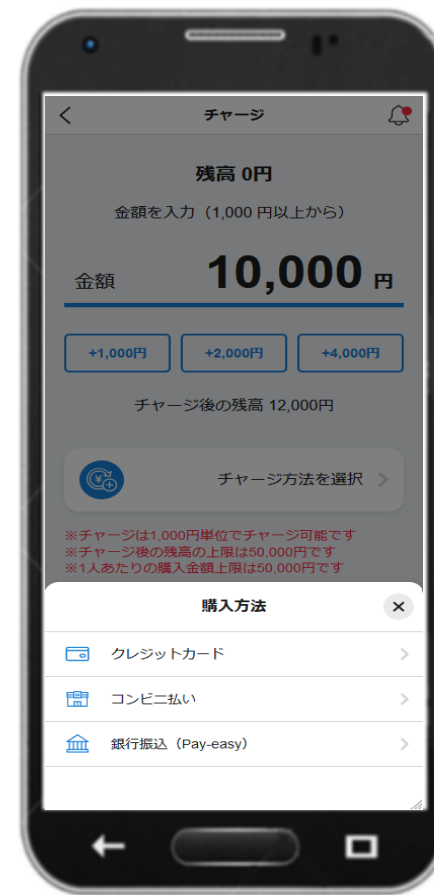 チャージ
残高 0円
金額を入力（1,000 円以上から）
金額 10,000 円
+1,000円 +2,000円 +4,000円
チャージ後の残高 12,000円
チャージ方法を選択
※チャージは1,000円単位でチャージ可能です
※チャージ後の残高の上限は50,000円です
※1人あたりの購入金額上限は50,000円です
購入方法
クレジットカード
コンビニ払い
銀行振込（Pay-easy）